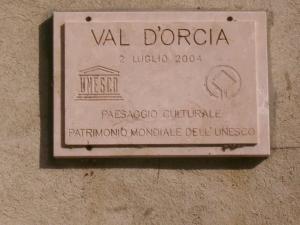 VAL D'ORCIA
2 LUGLIO 2004
UNESCO
PAESAGGIO CULTURALE
PATRIMONIO MONDIALE DELL'UNESCO